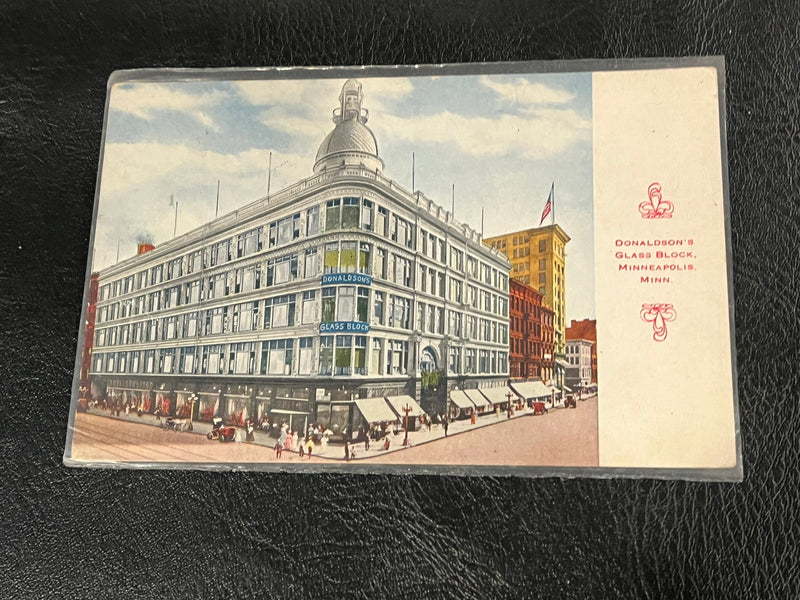 DONALDSON'S
GLASS BLOCK
DONALDSON'S
GLASS BLOCK,
MINNEAPOLIS,
MINN.